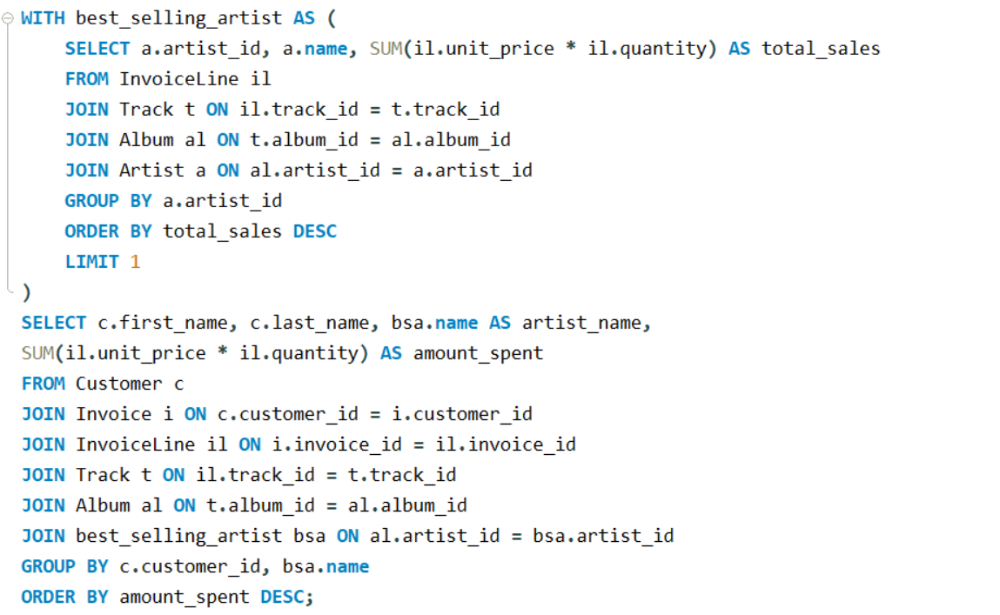 WITH best_selling_artist AS (
    SELECT a.artist_id, a.name, SUM(il.unit_price * il.quantity) AS total_sales
    FROM InvoiceLine il
    JOIN Track t ON il.track_id = t.track_id
    JOIN Album al ON t.album_id = al.album_id
    JOIN Artist a ON al.artist_id = a.artist_id
    GROUP BY a.artist_id
    ORDER BY total_sales DESC
    LIMIT 1
)
SELECT c.first_name, c.last_name, bsa.name AS artist_name,
SUM(il.unit_price * il.quantity) AS amount_spent
FROM Customer c
JOIN Invoice i ON c.customer_id = i.customer_id
JOIN InvoiceLine il ON i.invoice_id = il.invoice_id
JOIN Track t ON il.track_id = t.track_id
JOIN Album al ON t.album_id = al.album_id
JOIN best_selling_artist bsa ON al.artist_id = bsa.artist_id
GROUP BY c.customer_id, bsa.name
ORDER BY amount_spent DESC;